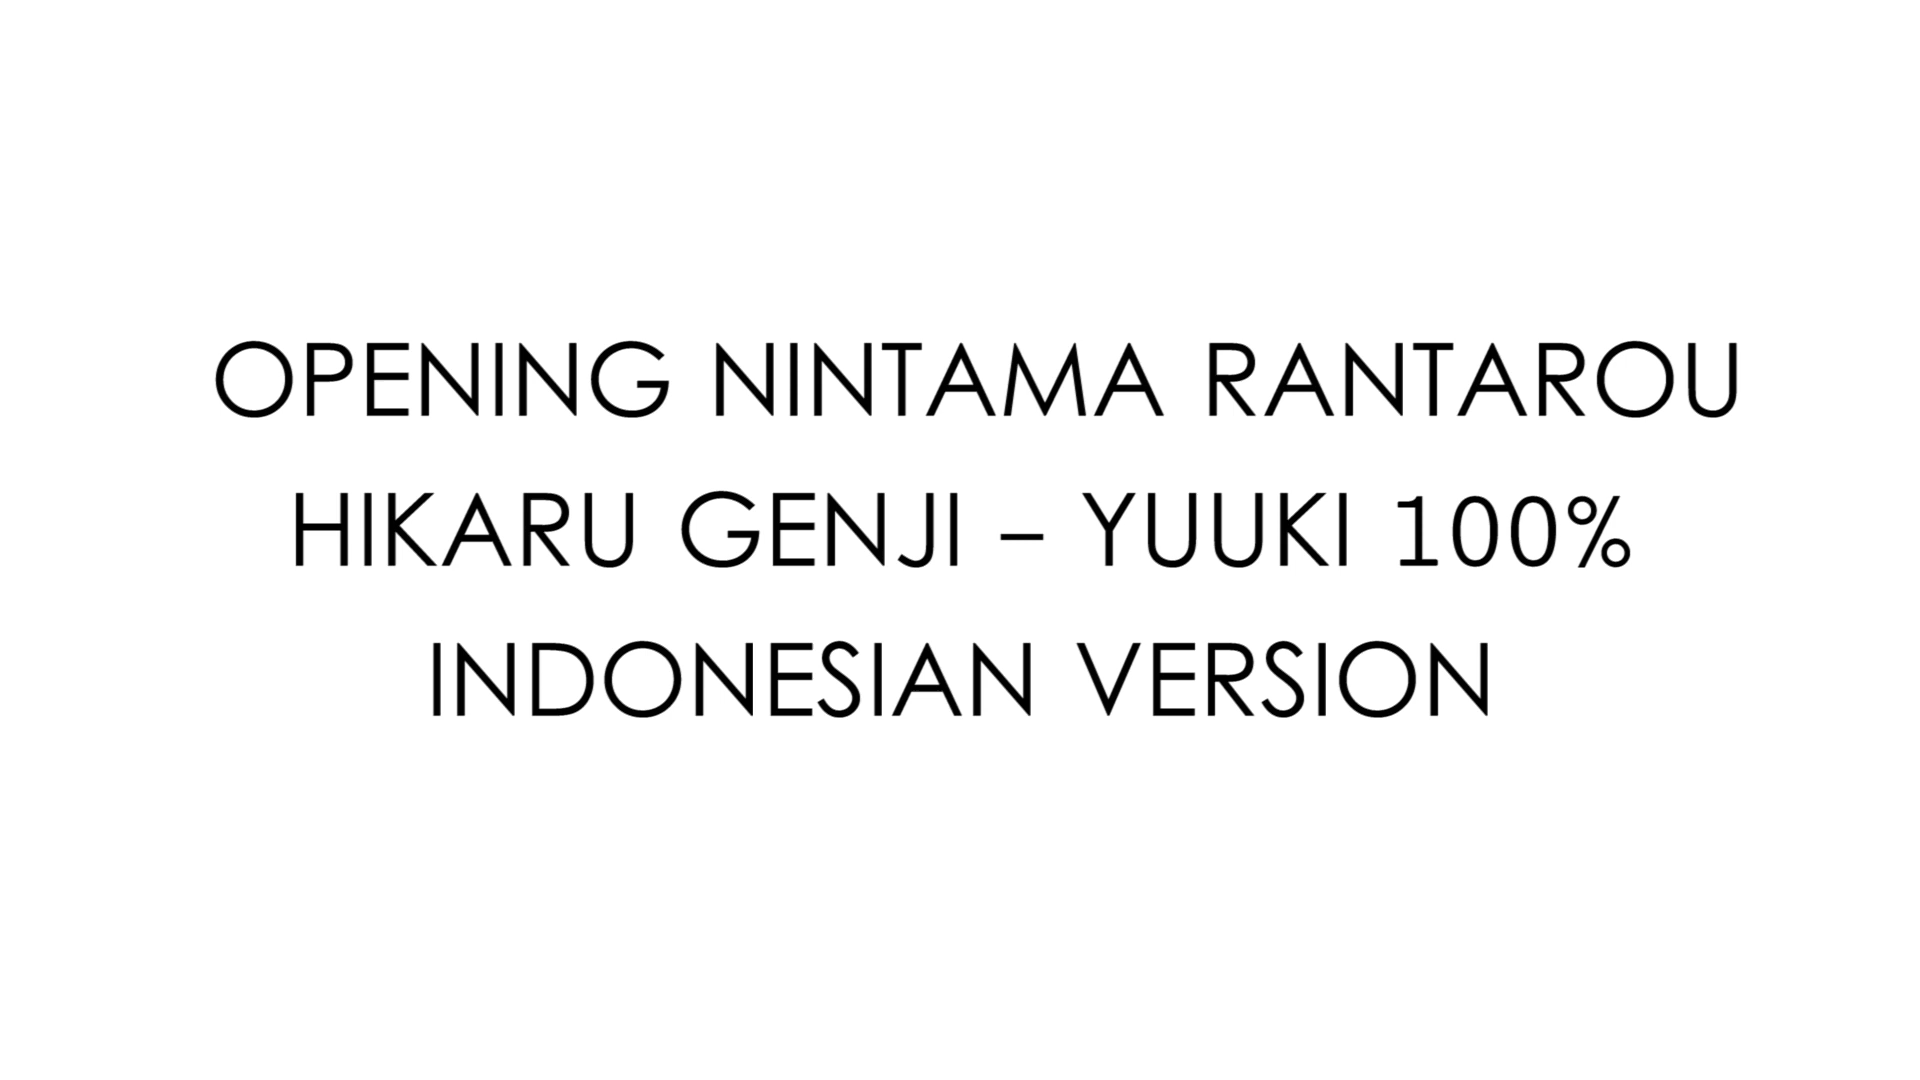 OPENING NINTAMA RANTAROU
HIKARU GENJI – YUUKI 100%
INDONESIAN VERSION